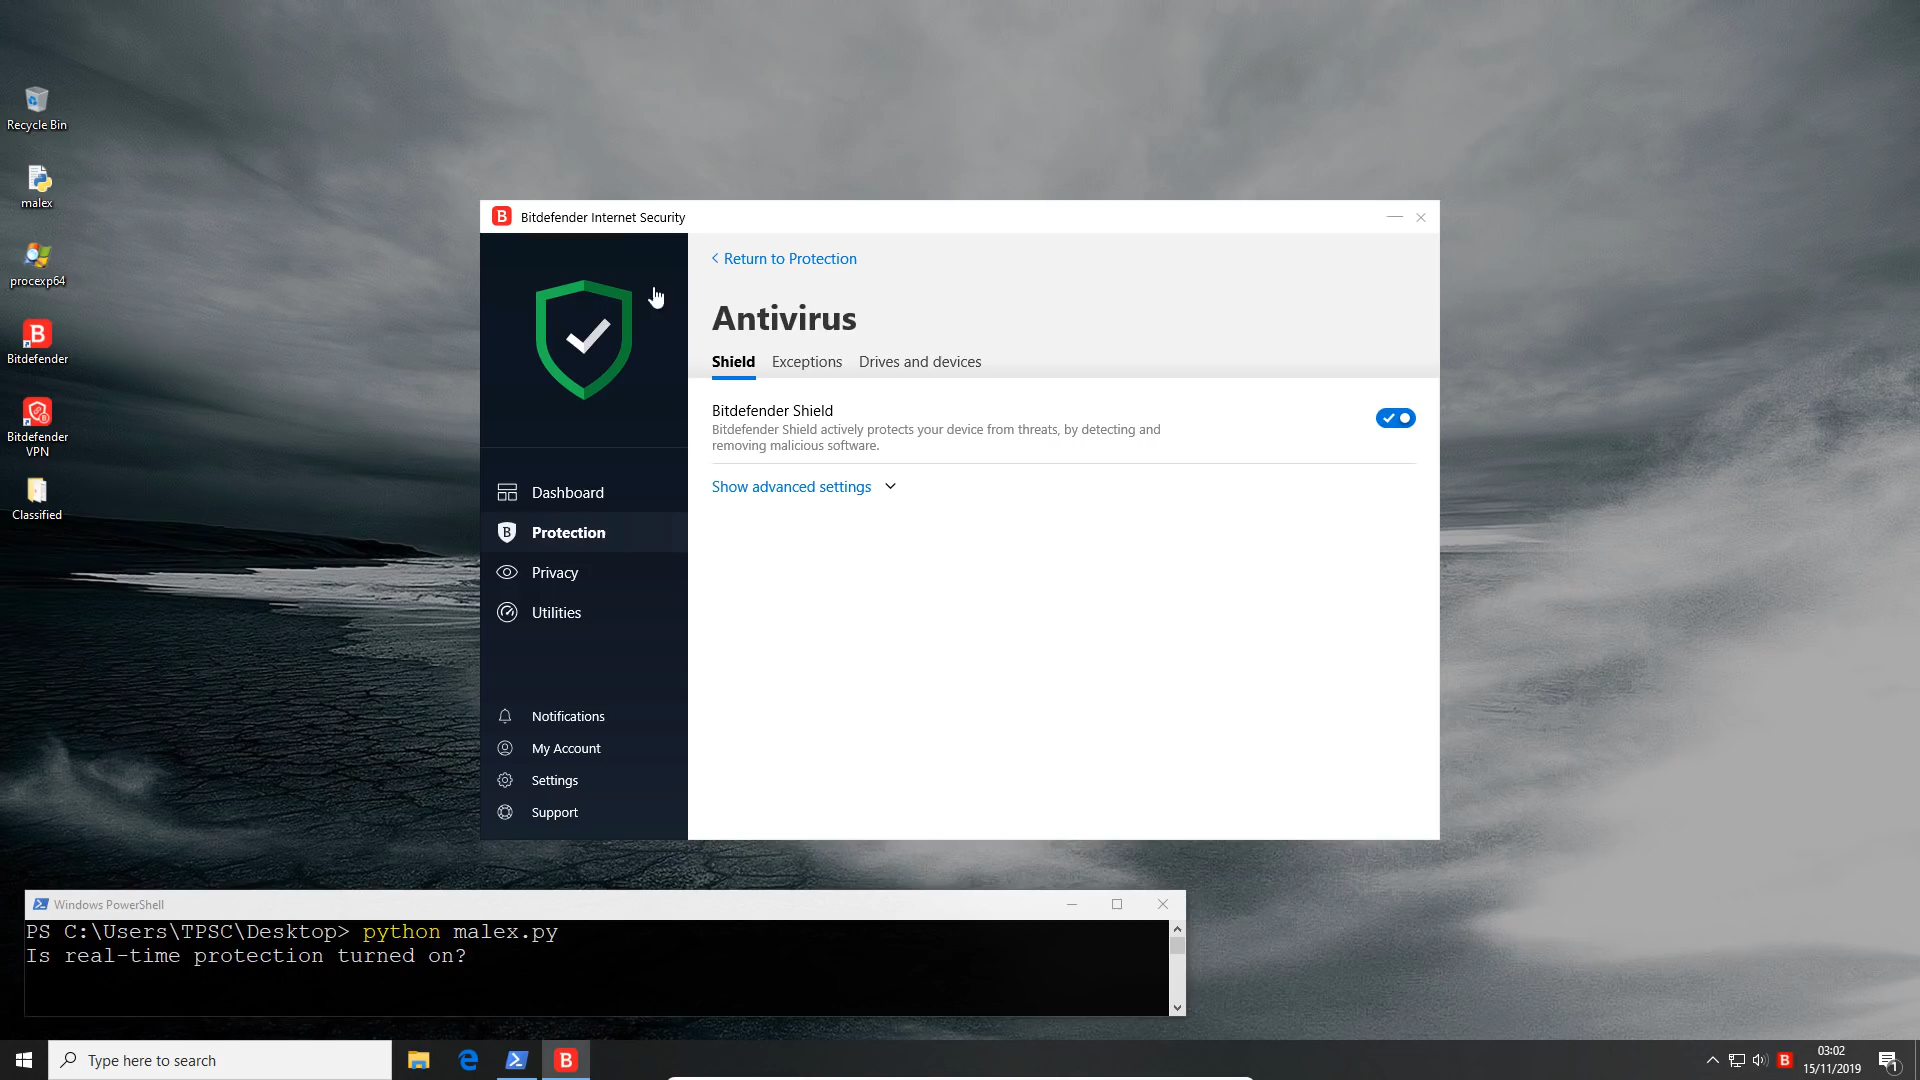 Recycle Bin
malex
procexp64
Bitdefender
Bitdefender
VPN
Classified
B Bitdefender Internet Security
Return to Protection
Antivirus
Shield Exceptions Drives and devices
Bitdefender Shield
Bitdefender Shield actively protects your device from threats, by detecting and
removing malicious software.
Show advanced settings
Dashboard
Protection
Privacy
Utilities
Notifications
My Account
Settings
Support
Windows PowerShell
PS C:\Users\TPSC\Desktop> python malex.py
Is real-time protection turned on?
Type here to search
B
B
03:02
15/11/2019
1